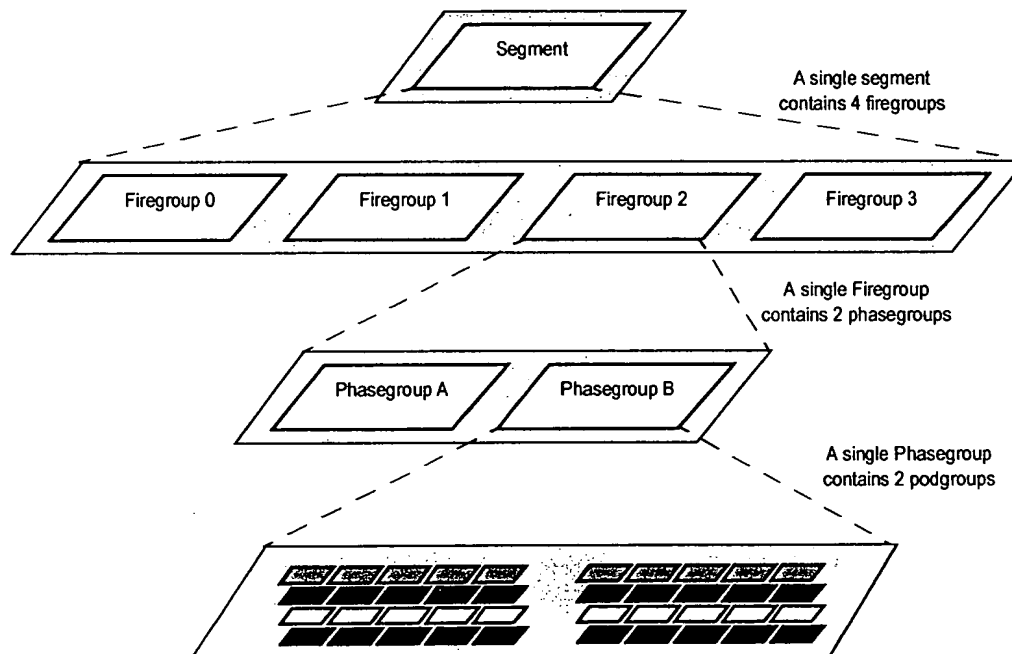 Segment
A single segment
contains 4 firegroups
Firegroup 0
Firegroup 1
Firegroup 2
Firegroup 3
A single Firegroup
contains 2 phasegroups
Phasegroup A
Phasegroup B
A single Phasegroup
contains 2 podgroups